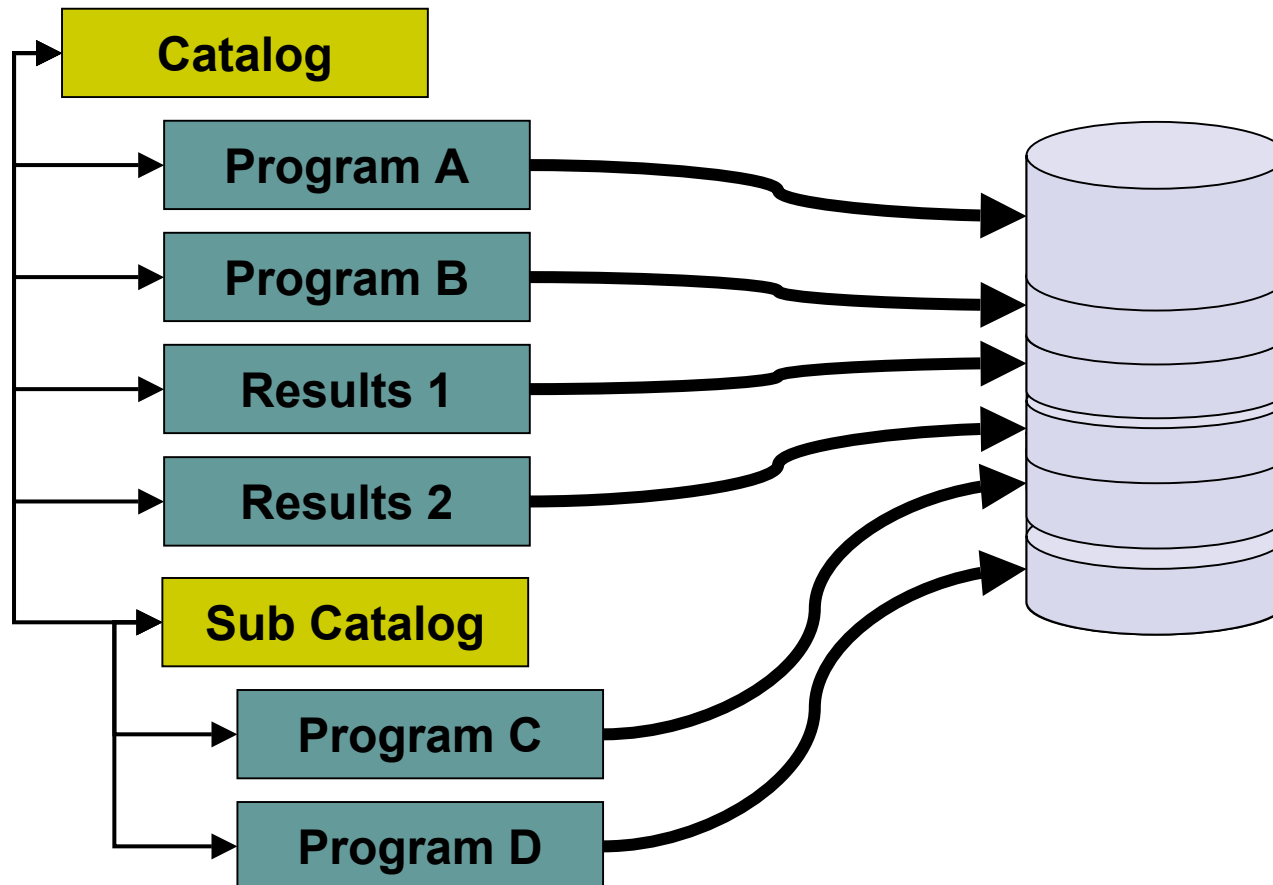 Catalog
Program A
Program B
Results 1
Results 2
Sub Catalog
Program C
Program D